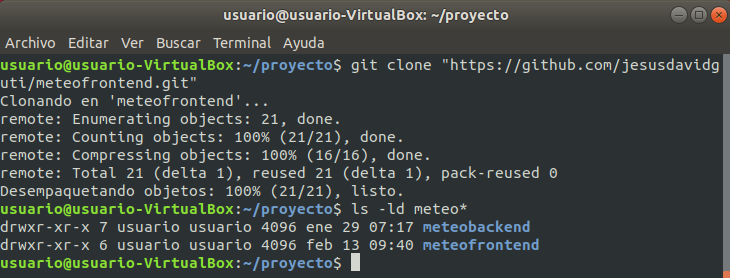 usuario@usuario-VirtualBox: ~/proyecto
Archivo Editar Ver Buscar Terminal Ayuda
usuario@usuario-VirtualBox:~/proyecto$ git clone "https://github.com/jesusdavidg
uti/meteofrontend.git"
Clonando en 'meteofrontend'...
remote: Enumerating objects: 21, done.
remote: Counting objects: 100% (21/21), done.
remote: Compressing objects: 100% (16/16), done.
remote: Total 21 (delta 1), reused 21 (delta 1), pack-reused 0
Desempaquetando objetos: 100% (21/21), listo.
usuario@usuario-VirtualBox:~/proyecto$ ls -ld meteo*
drwxr-xr-x 7 usuario usuario 4096 ene 29 07:17 meteobackend
drwxr-xr-x 6 usuario usuario 4096 feb 13 09:40 meteofrontend
usuario@usuario-VirtualBox:~/proyecto$